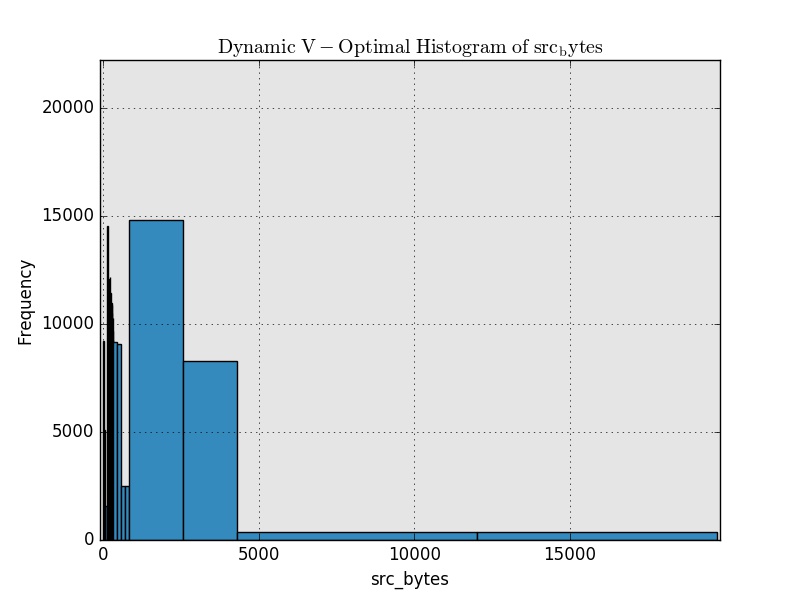 Dynamic V − Optimal Histogram of src_bytes
20000
15000
10000
5000
0
Frequency
0 5000 10000 15000
src_bytes